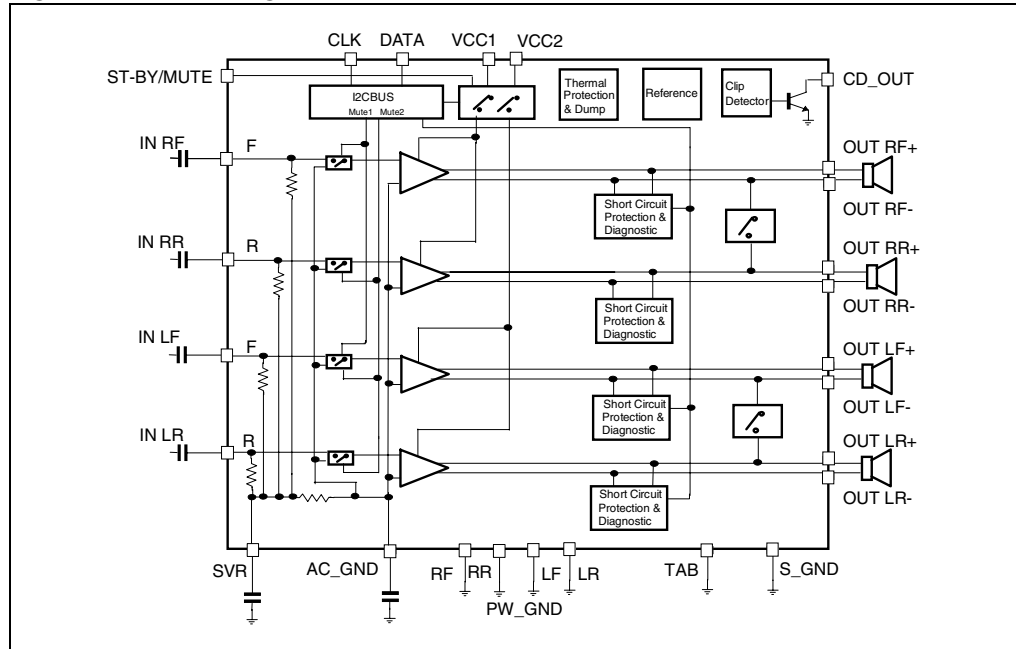 CLK DATA VCC1 VCC2
ST-BY/MUTE
I2CBUS
Mute1 Mute2
Thermal
Protection
& Dump
Reference
Clip
Detector
CD_OUT
IN RF
F
OUT RF+
Short Circuit
Protection &
Diagnostic
OUT RF-
IN RR
R
OUT RR+
Short Circuit
Protection &
Diagnostic
OUT RR-
IN LF
F
OUT LF+
Short Circuit
Protection &
Diagnostic
OUT LF-
IN LR
R
OUT LR+
Short Circuit
Protection &
Diagnostic
OUT LR-
SVR AC_GND RF RR LF LR TAB S_GND
PW_GND